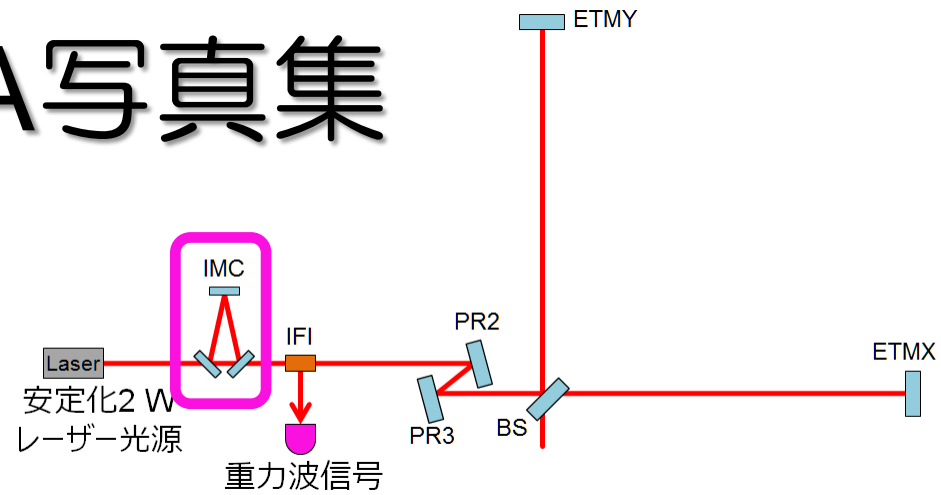 ETMY
A写真集
IMC
IFI
PR2
Laser
ETMX
安定化2 W
レーザー光源
PR3
BS
重力波信号